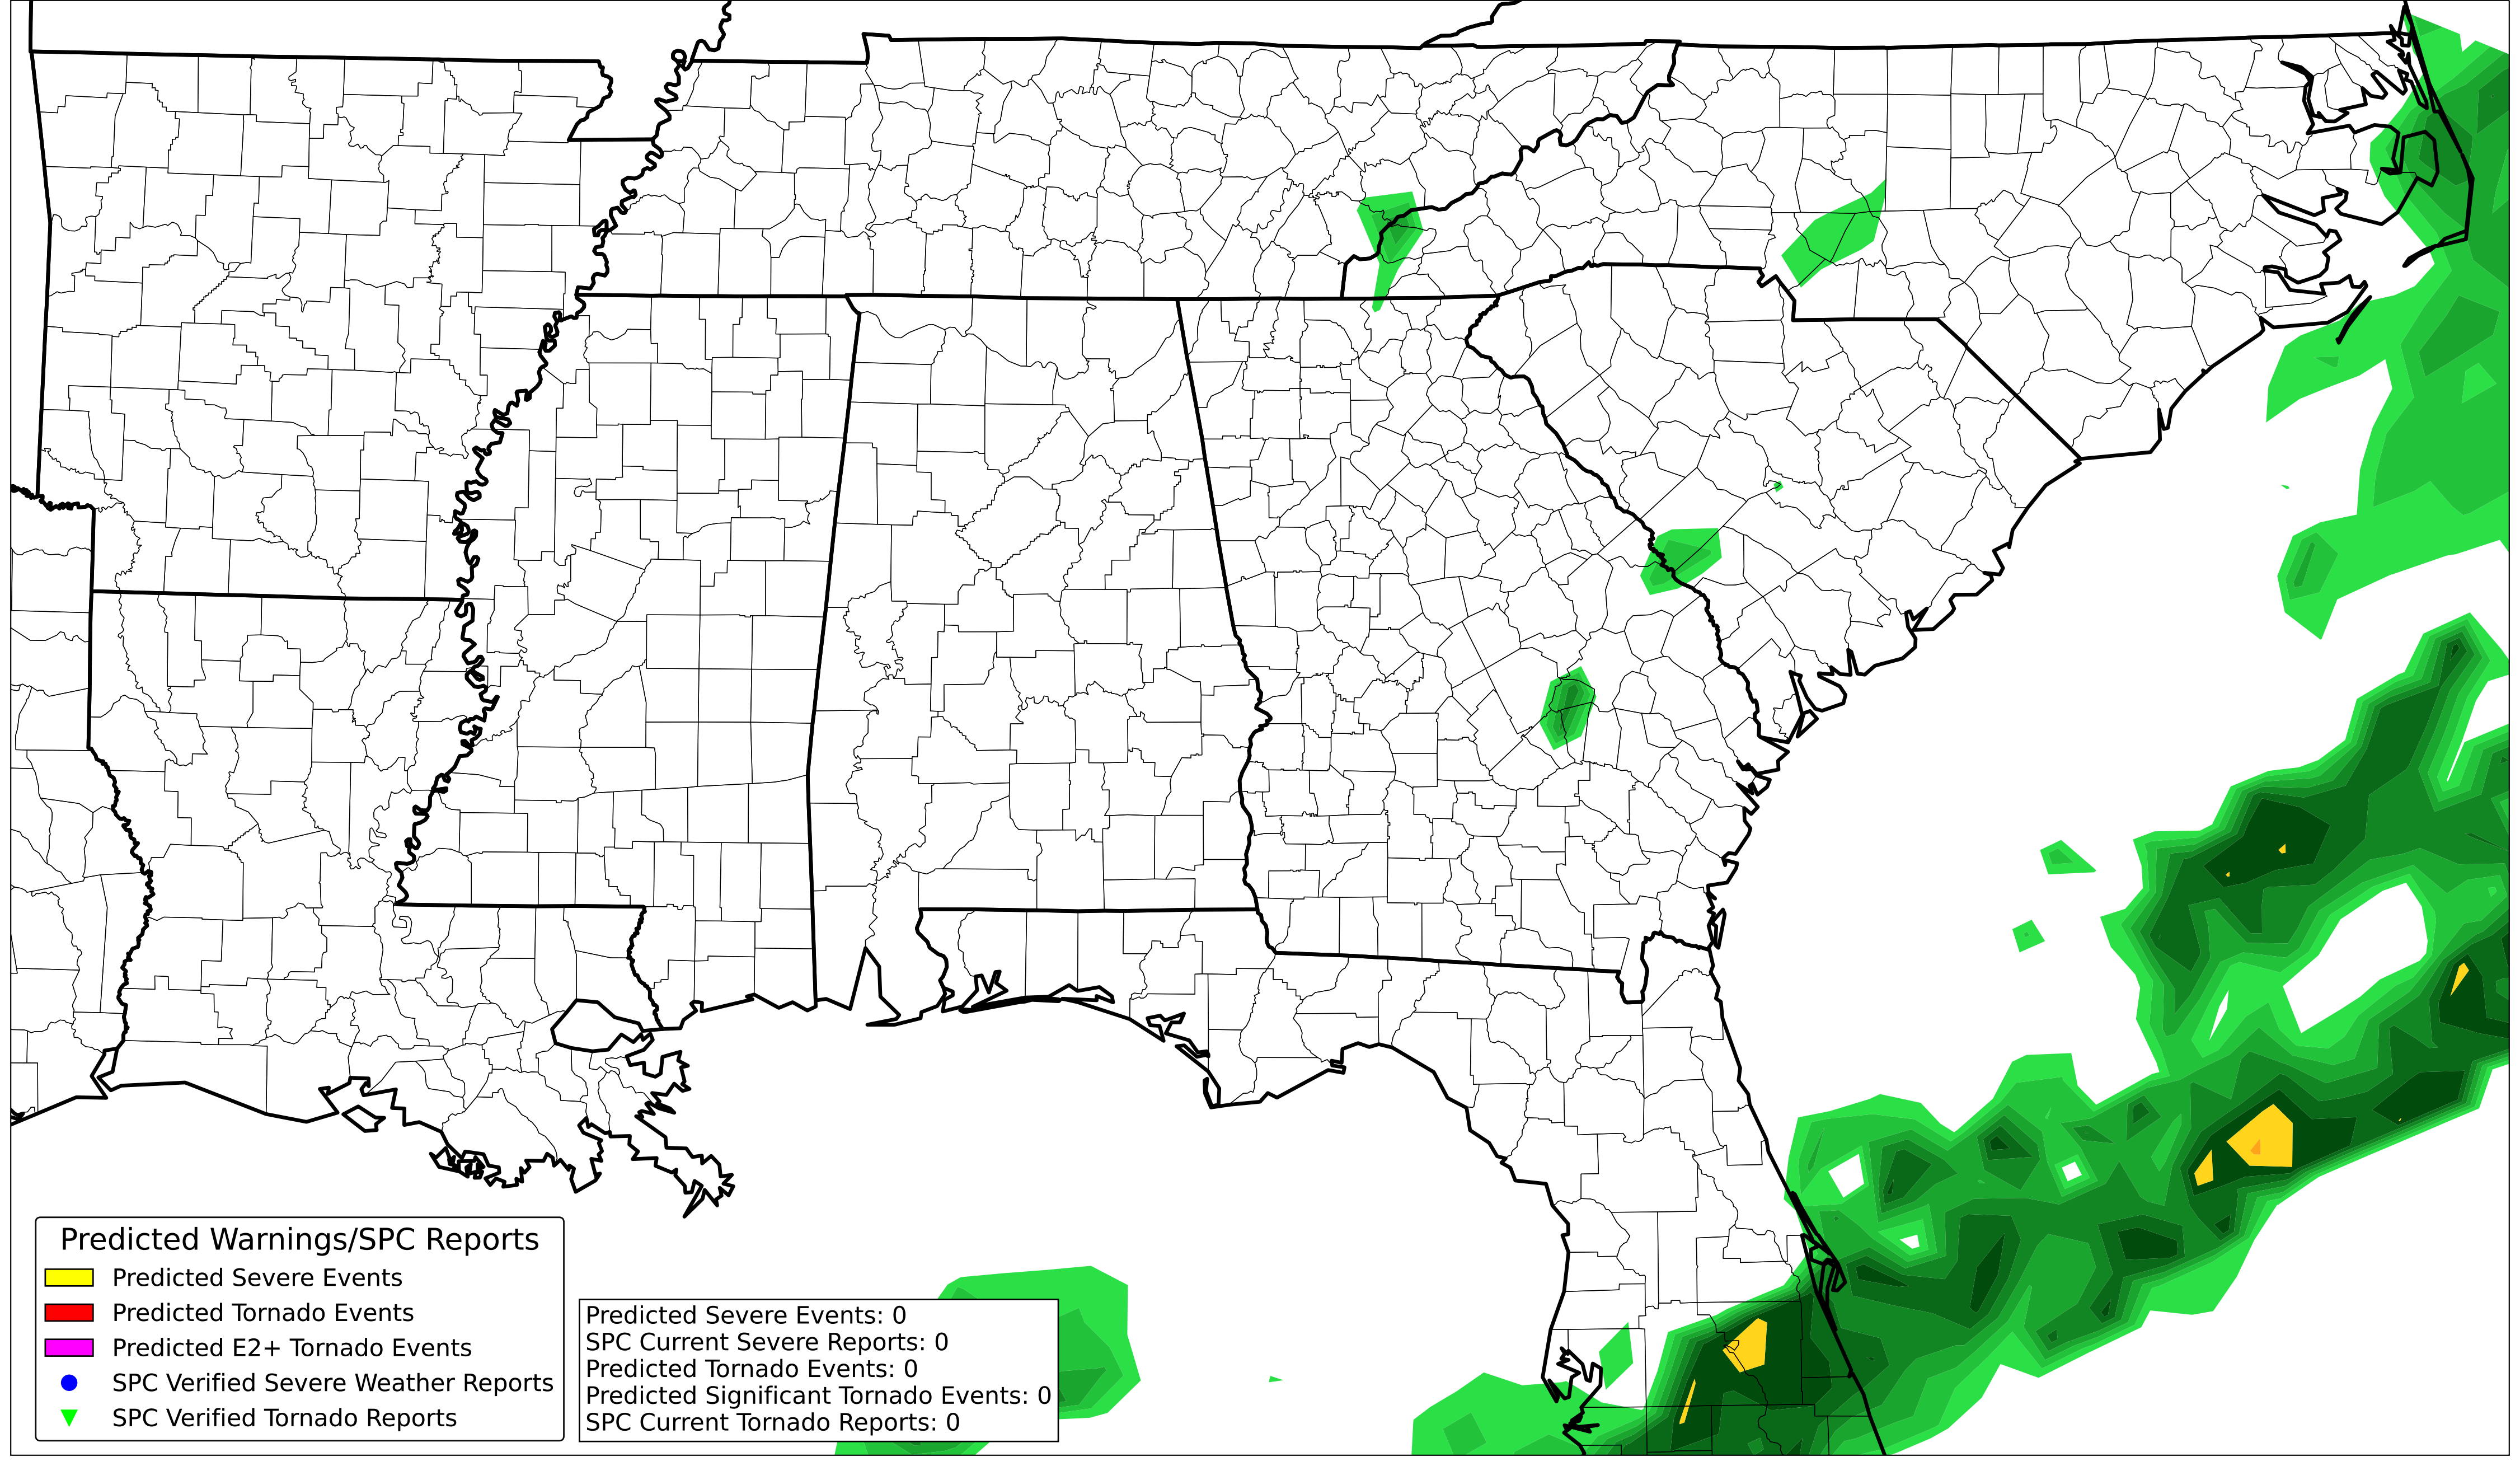 Predicted Warnings/SPC Reports
Predicted Severe Events
Predicted Tornado Events
Predicted E2+ Tornado Events
SPC Verified Severe Weather Reports
SPC Verified Tornado Reports
Predicted Severe Events: 0
SPC Current Severe Reports: 0
Predicted Tornado Events: 0
Predicted Significant Tornado Events: 0
SPC Current Tornado Reports: 0